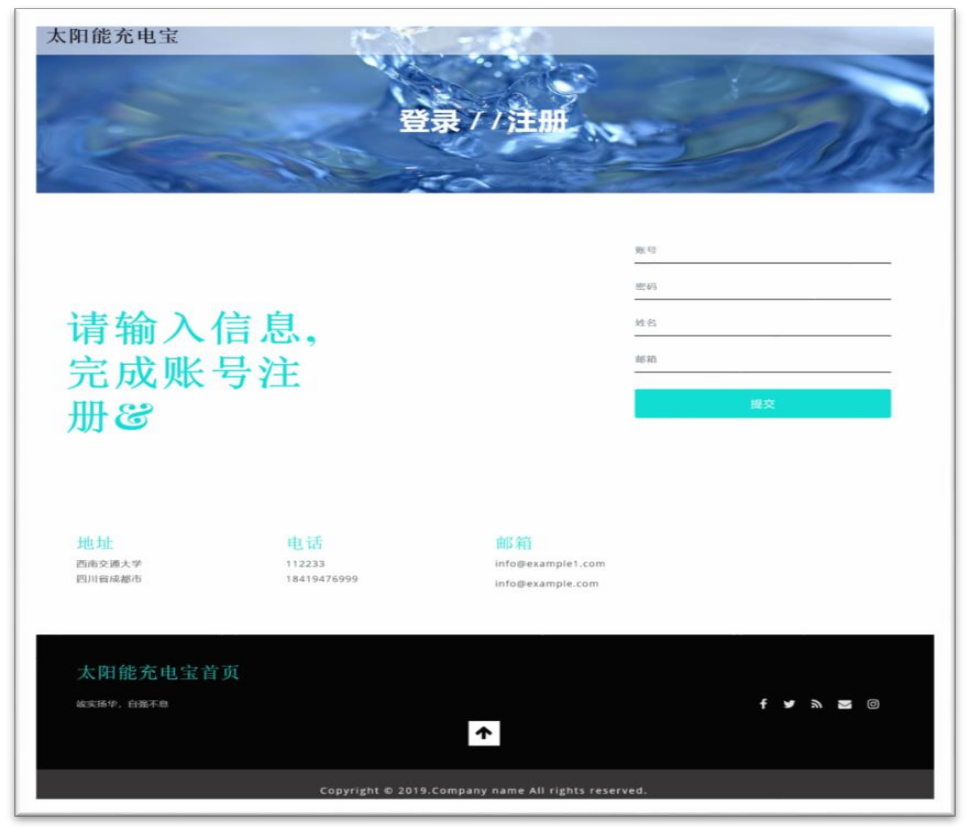 太阳能充电宝
登录 / /注册
账号
密码
姓名
邮箱
提交
请输入信息,
完成账号注
册&
地址
西南交通大学
四川省成都市
电话
112233
18419476999
邮箱
info@example1.com
info@example.com
太阳能充电宝首页
竢实扬华，自强不息
Copyright © 2019.Company name All rights reserved.